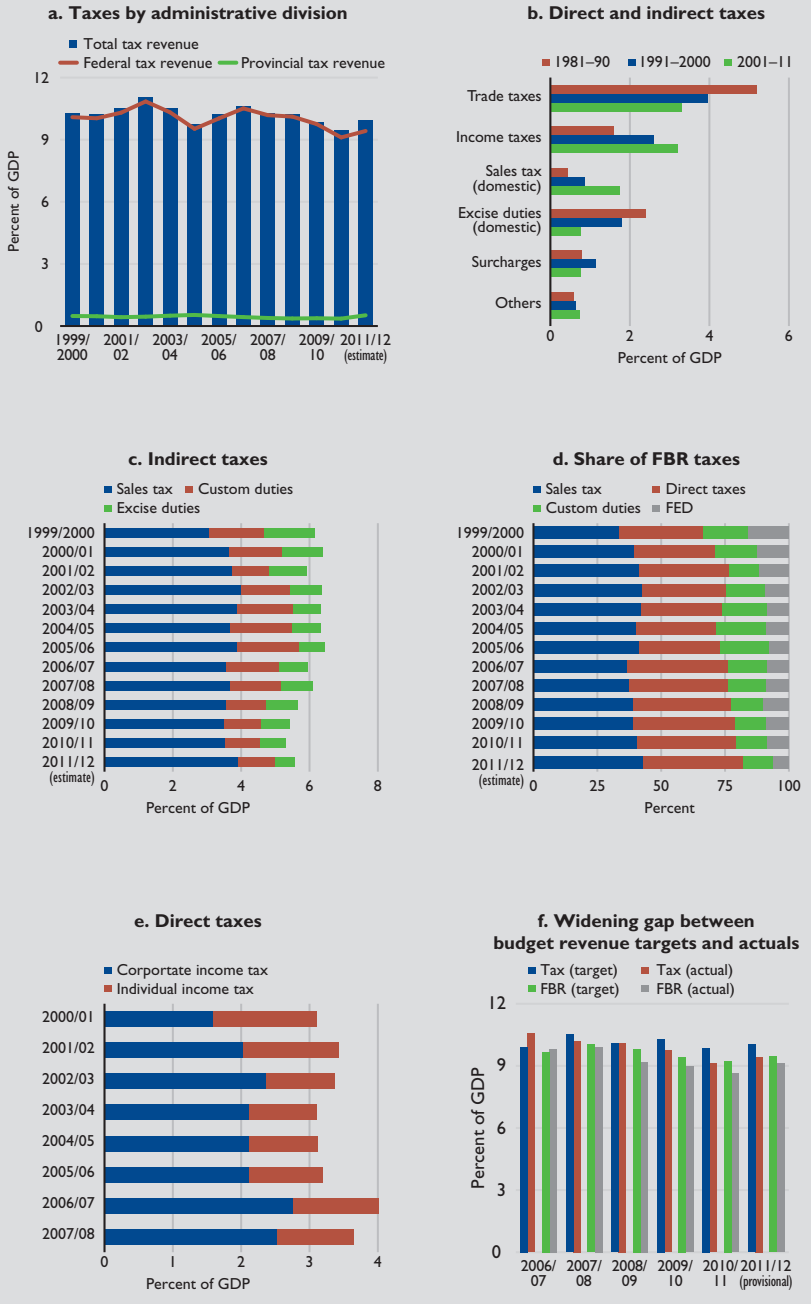 a. Taxes by administrative division
Total tax revenue
Federal tax revenue Provincial tax revenue
12
9
6
3
0
Percent of GDP
1999/ 2001/ 2003/ 2005/ 2007/ 2009/ 2011/12
2000 02 04 06 08 10 (estimate)
b. Direct and indirect taxes
1981–90 1991–2000 2001–11
Trade taxes
Income taxes
Sales tax
(domestic)
Excise duties
(domestic)
Surcharges
Others
0 2 4 6
Percent of GDP
c. Indirect taxes
Sales tax Custom duties
Excise duties
1999/2000
2000/01
2001/02
2002/03
2003/04
2004/05
2005/06
2006/07
2007/08
2008/09
2009/10
2010/11
2011/12
(estimate)
0 2 4 6 8
Percent of GDP
d. Share of FBR taxes
Sales tax Direct taxes
Custom duties FED
1999/2000
2000/01
2001/02
2002/03
2003/04
2004/05
2005/06
2006/07
2007/08
2008/09
2009/10
2010/11
2011/12
(estimate)
0 25 50 75 100
Percent
e. Direct taxes
Corportate income tax
Individual income tax
2000/01
2001/02
2002/03
2003/04
2004/05
2005/06
2006/07
2007/08
0 1 2 3 4
Percent of GDP
f. Widening gap between
budget revenue targets and actuals
Tax (target) Tax (actual)
FBR (target) FBR (actual)
12
9
6
3
0
Percent of GDP
2006/ 2007/ 2008/ 2009/ 2010/ 2011/12
07 08 09 10 11 (provisional)